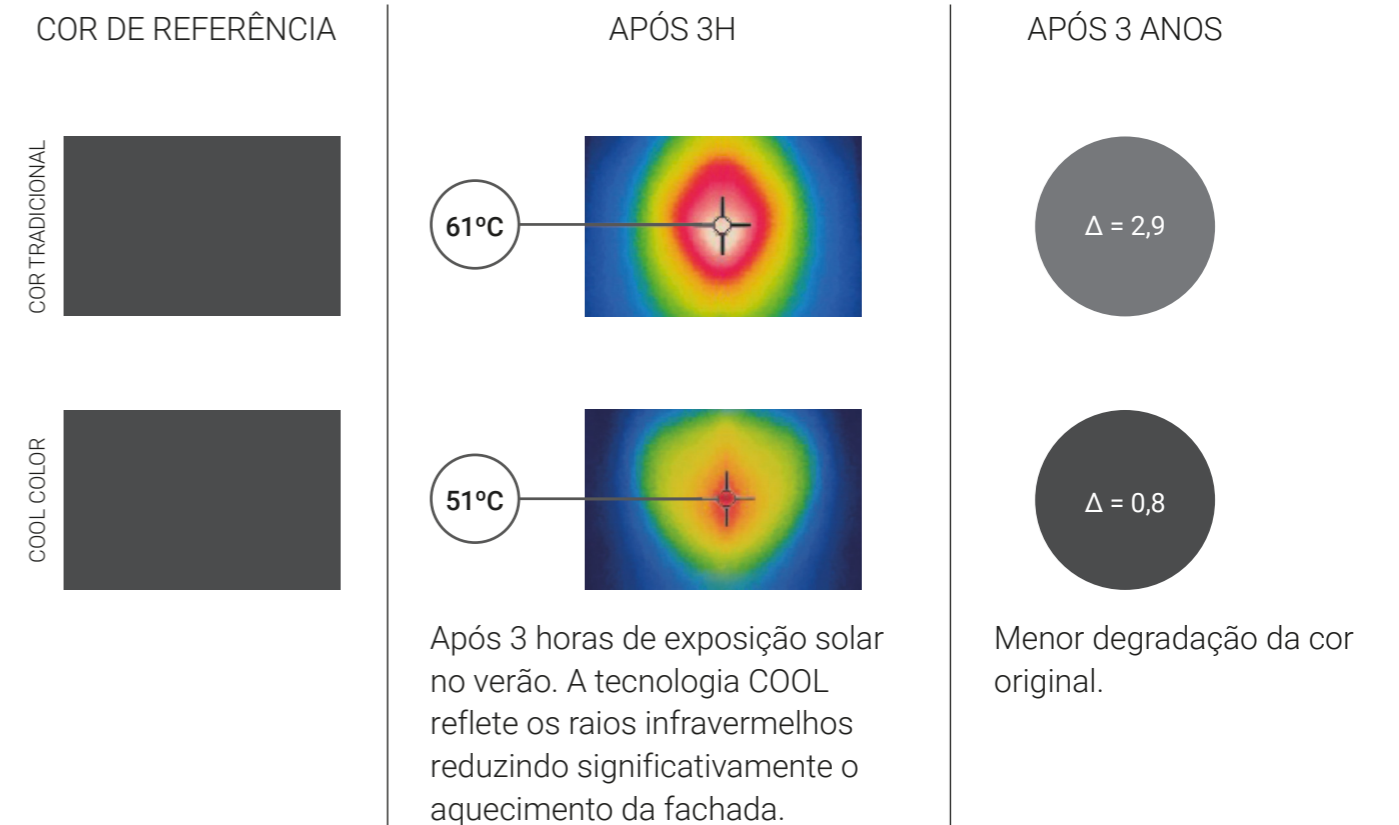 COR DE REFERÊNCIA
APÓS 3H
APÓS 3 ANOS
COR TRADICIONAL
61ºC
Δ = 2,9
COOL COLOR
51ºC
Δ = 0,8
Após 3 horas de exposição solar
no verão. A tecnologia COOL
reflete os raios infravermelhos
reduzindo significativamente o
aquecimento da fachada.
Menor degradação da cor
original.